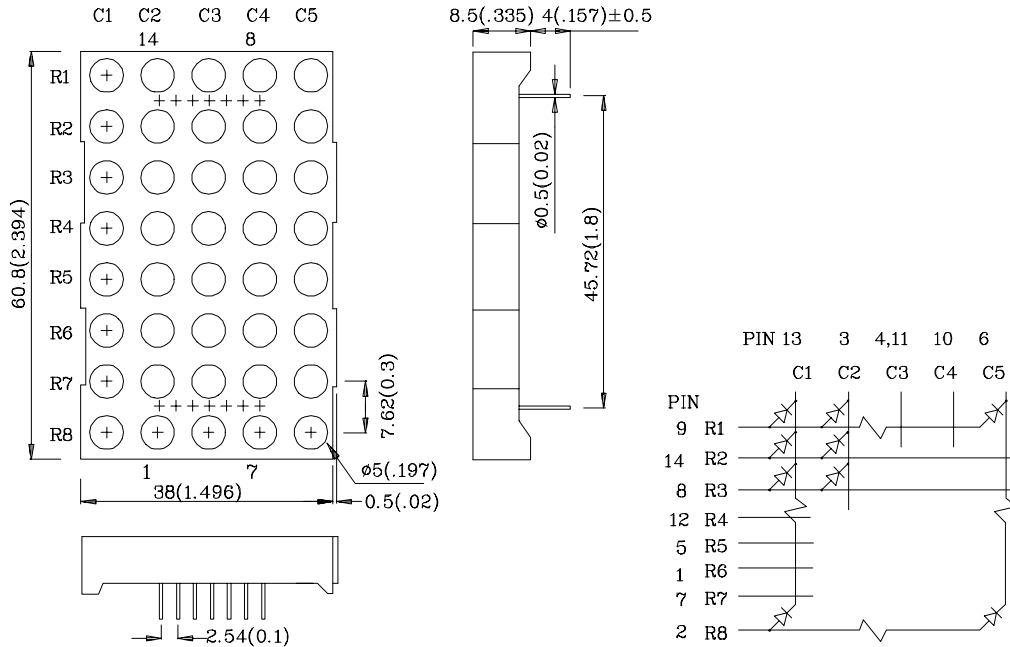 C1 C2 C3 C4 C5
14 8
R1
R2
R3
R4
R5
R6
R7
R8
1 7
60.8(2.394)
38(1.496)
0.5(.02)
ø5(.197)
7.62(0.3)
2.54(0.1)
8.5(.335) 4(.157)±0.5
ø0.5(0.02)
45.72(1.8)
PIN 13 3 4,11 10 6
C1 C2 C3 C4 C5
PIN
9 R1
14 R2
8 R3
12 R4
5 R5
1 R6
7 R7
2 R8